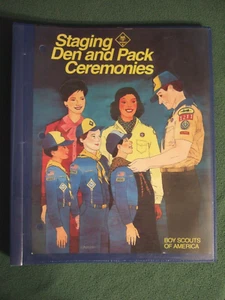 Staging
Den and Pack
Ceremonies
BOY SCOUTS
OF AMERICA